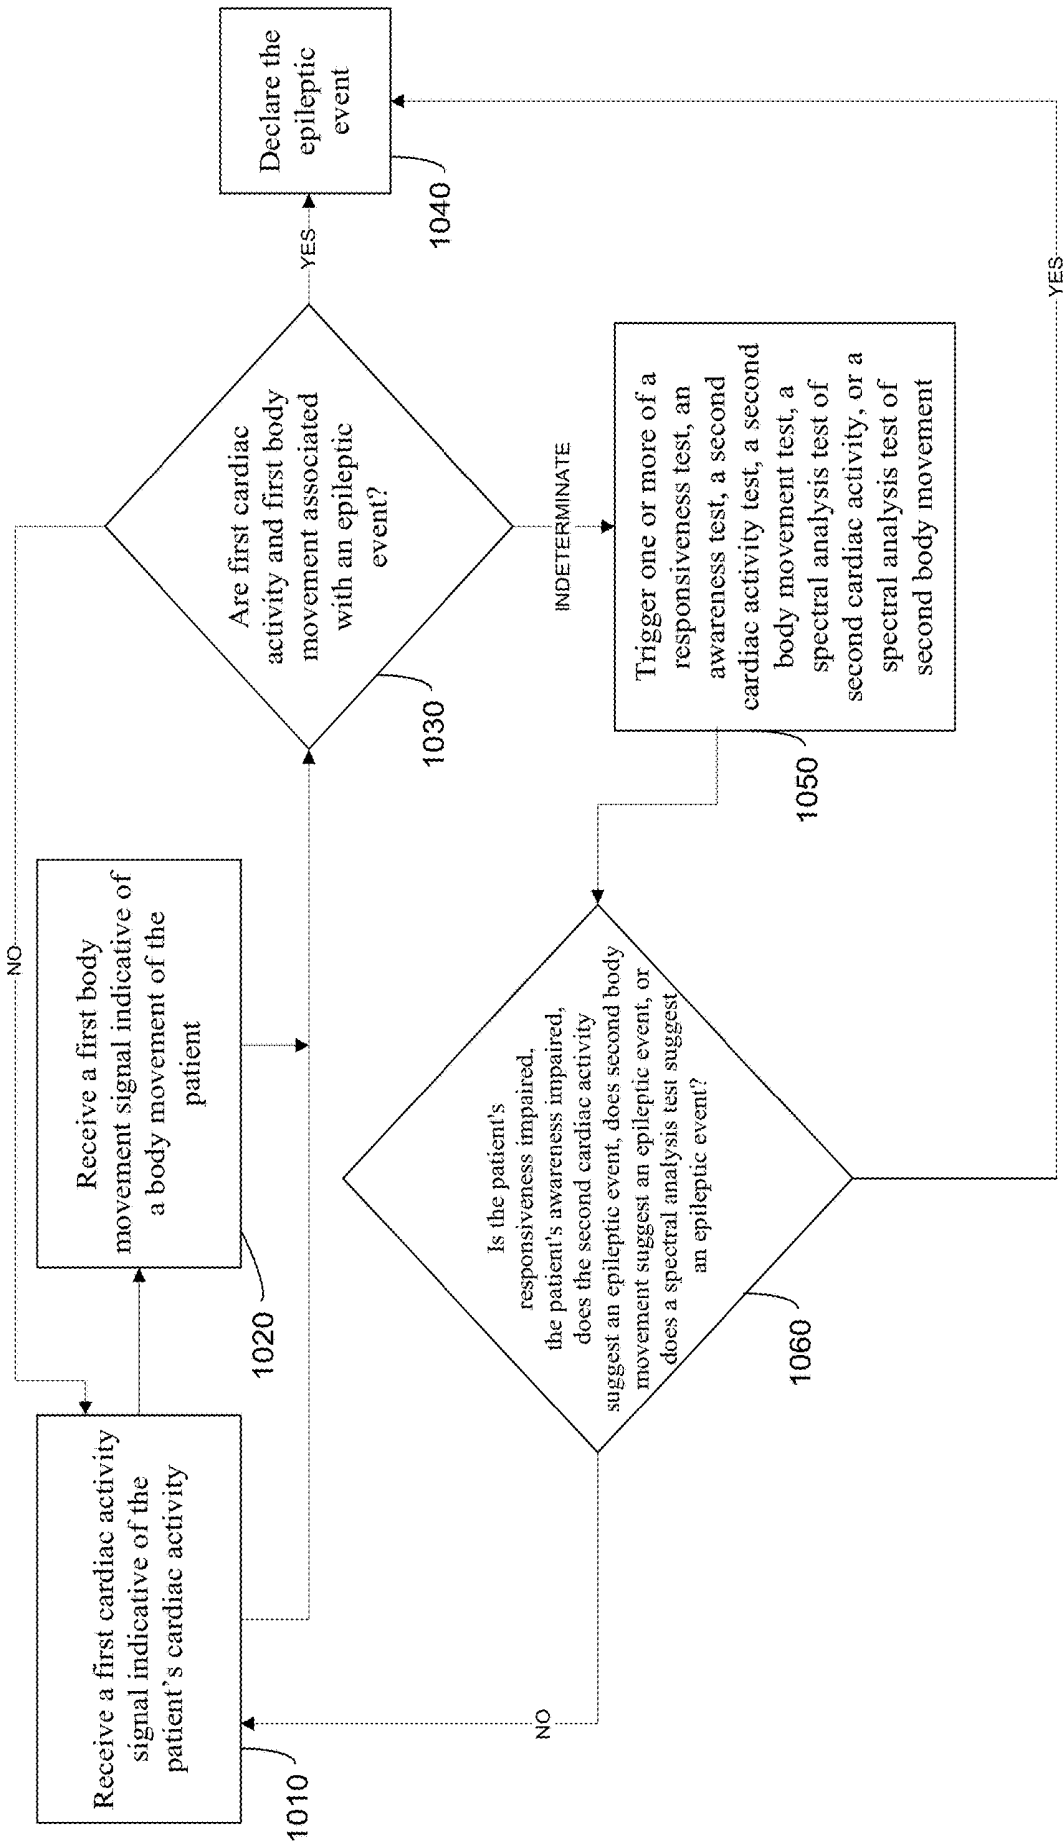 Receive a first cardiac activity
signal indicative of the
patient's cardiac activity
1010
Receive a first body
movement signal indicative of
a body movement of the
patient
1020
NO
Are first cardiac
activity and first body
movement associated
with an epileptic
event?
1030
YES
Declare the
epileptic
event
1040
INDETERMINATE
Trigger one or more of a
responsiveness test, an
awareness test, a second
cardiac activity test, a second
body movement test, a
spectral analysis test of
second cardiac activity, or a
spectral analysis test of
second body movement
1050
Is the patient's
responsiveness impaired,
the patient's awareness impaired,
does the second cardiac activity
suggest an epileptic event, does second body
movement suggest an epileptic event, or
does a spectral analysis test suggest
an epileptic event?
1060
NO
YES